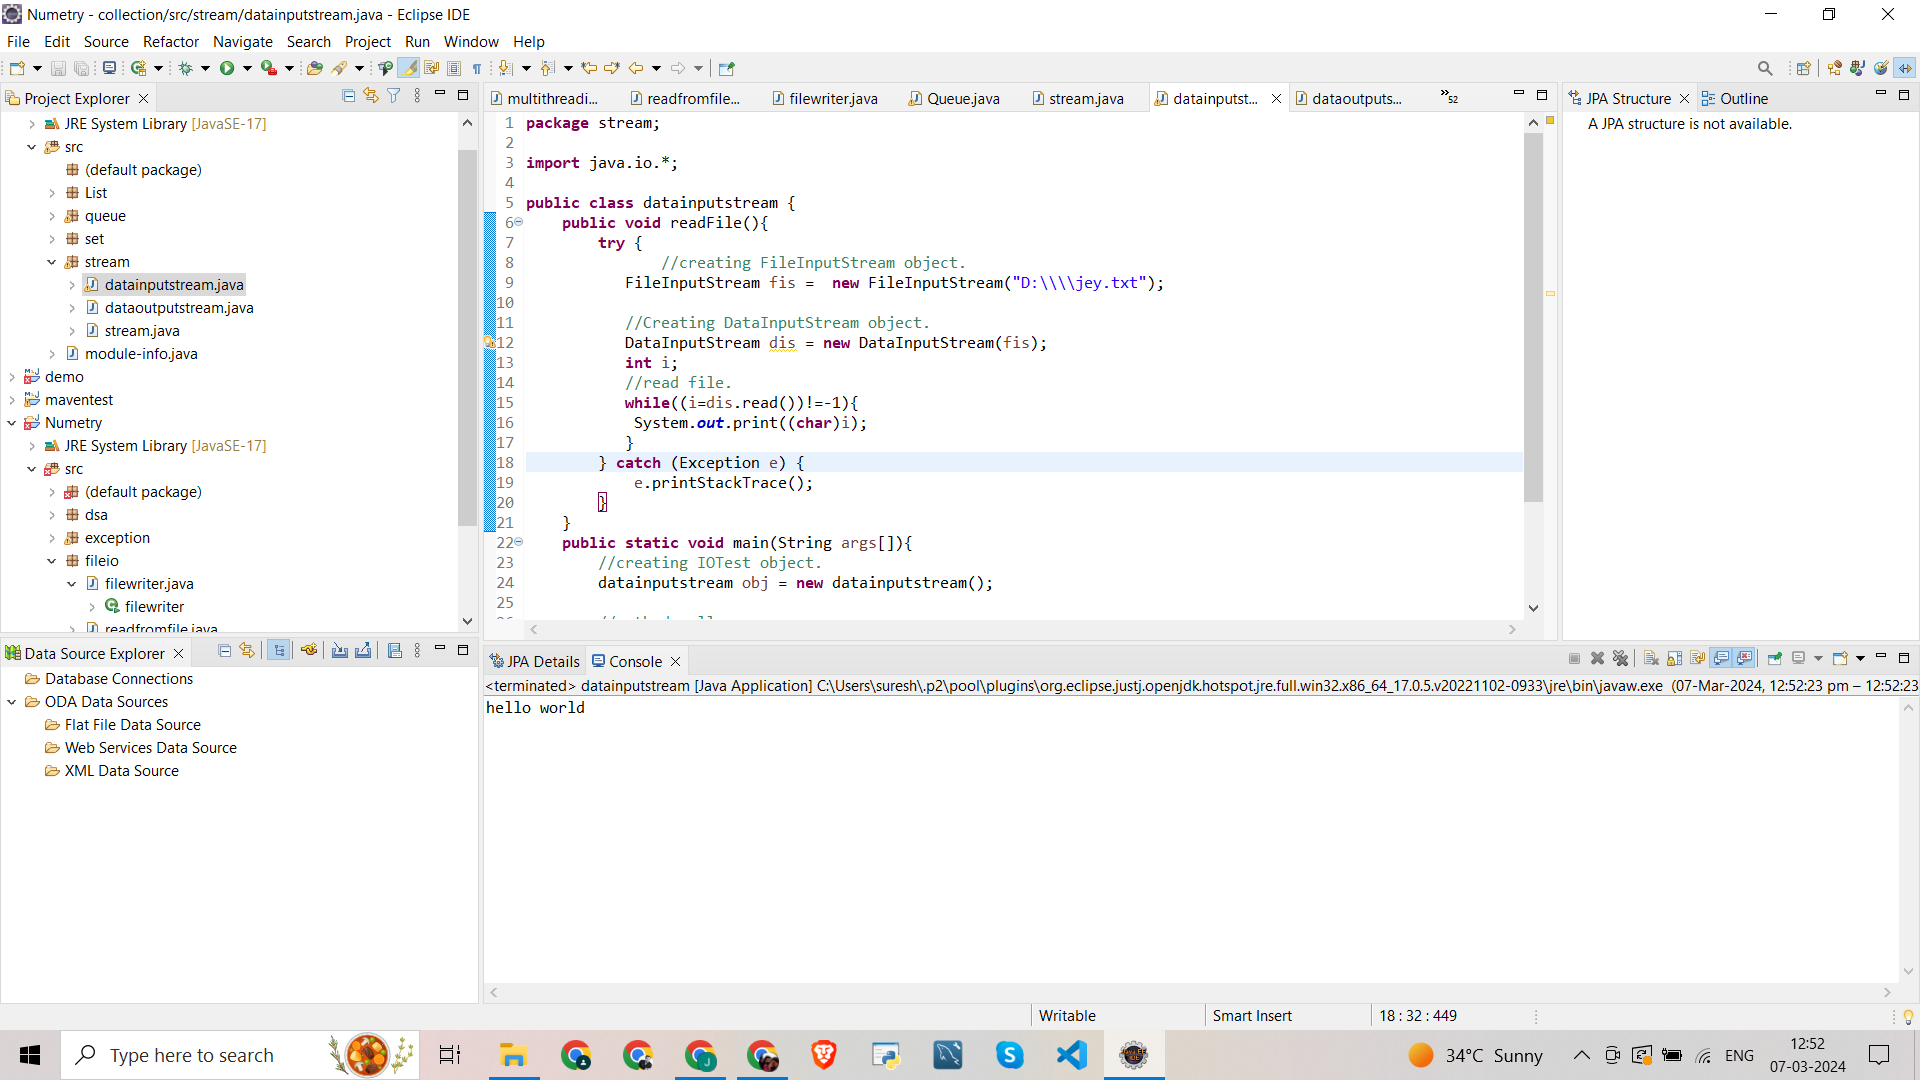 Numetry - collection/src/stream/datainputstream.java - Eclipse IDE
File Edit Source Refactor Navigate Search Project Run Window Help
Project Explorer
JRE System Library [JavaSE-17]
src
(default package)
List
queue
set
stream
datainputstream.java
dataoutputstream.java
stream.java
module-info.java
demo
maventest
Numetry
JRE System Library [JavaSE-17]
src
(default package)
dsa
exception
fileio
filewriter.java
filewriter
readfromfile.java
multithreadi... readfromfile... filewriter.java Queue.java stream.java datainputst... dataoutputs... »52
1 package stream;
2
3 import java.io.*;
4
5 public class datainputstream {
6 public void readFile(){
7 try {
8 //creating FileInputStream object.
9 FileInputStream fis =  new FileInputStream("D:\\\\jey.txt");
10
11 //Creating DataInputStream object.
12 DataInputStream dis = new DataInputStream(fis);
13 int i;
14 //read file.
15 while((i=dis.read())!=-1){
16 System.out.print((char)i);
17 }
18 } catch (Exception e) {
19 e.printStackTrace();
20 }
21 }
22 public static void main(String args[]){
23 //creating IOTest object.
24 datainputstream obj = new datainputstream();
25
JPA Structure Outline
A JPA structure is not available.
Data Source Explorer
Database Connections
ODA Data Sources
Flat File Data Source
Web Services Data Source
XML Data Source
JPA Details Console
<terminated> datainputstream [Java Application] C:\Users\suresh\.p2\pool\plugins\org.eclipse.justj.openjdk.hotspot.jre.full.win32.x86_64_17.0.5.v20221102-0933\jre\bin\javaw.exe (07-Mar-2024, 12:52:23 pm – 12:52:23
hello world
Writable Smart Insert 18 : 32 : 449
Type here to search
34°C Sunny
ENG
12:52
07-03-2024